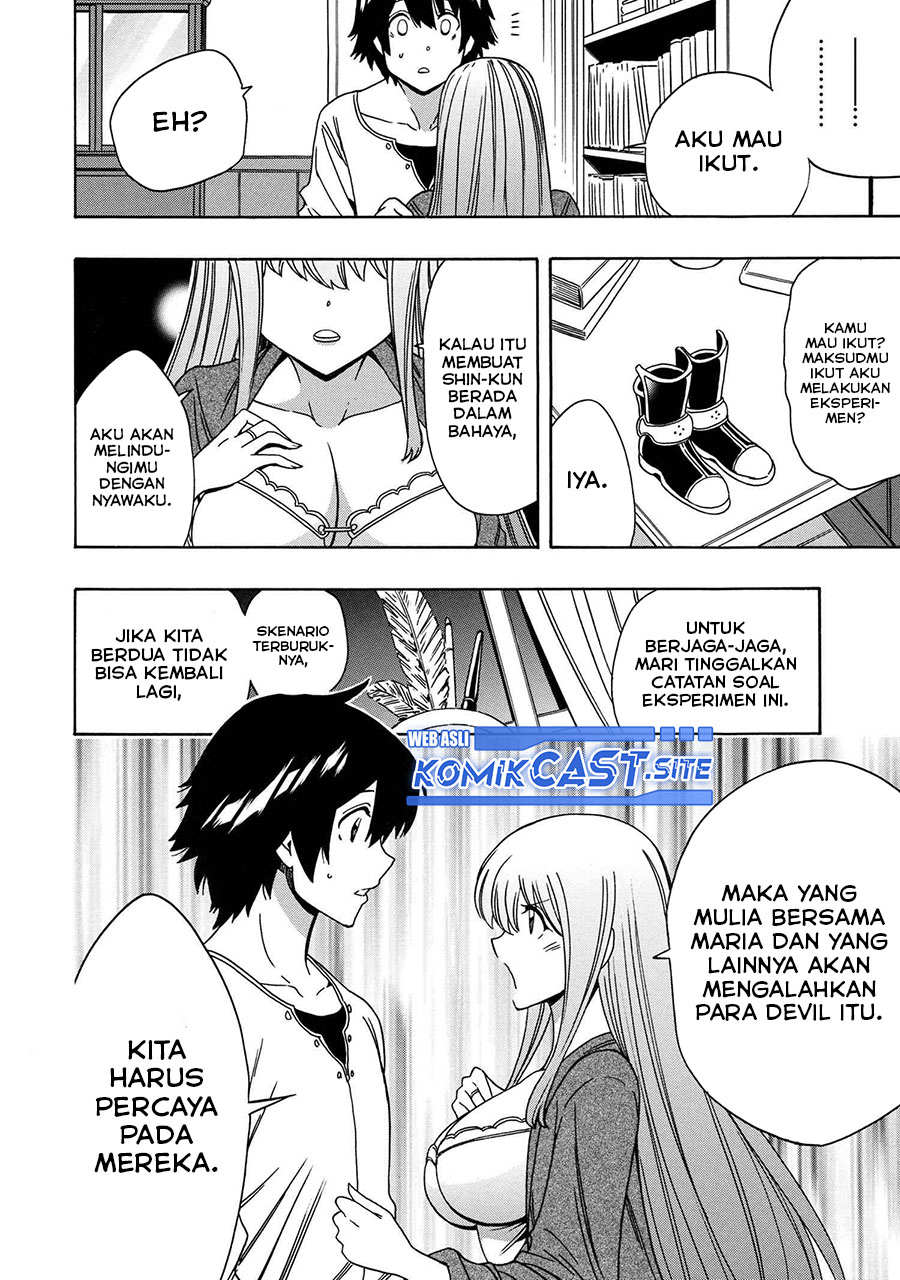 AKU MAU
IKUT.
EH?
KAMU
MAU IKUT?
MAKSUDMU
IKUT AKU
MELAKUKAN
EKSPERI-
MEN?
IYA.
KALAU ITU
MEMBUAT
SHIN-KUN
BERADA
DALAM
BAHAYA,
AKU AKAN
MELINDU-
NGIMU
DENGAN
NYAWAKU.
UNTUK
BERJAGA-JAGA,
MARI TINGGALKAN
CATATAN SOAL
EKSPERIMEN INI.
SKENARIO
TERBURUK-
NYA,
JIKA KITA
BERDUA TIDAK
BISA KEMBALI
LAGI,
WEB ASLI
KOMIKCAST.SITE
MAKA YANG
MULIA BERSAMA
MARIA DAN YANG
LAINNYA AKAN
MENGALAHKAN
PARA DEVIL ITU.
KITA
HARUS
PERCAYA
PADA
MEREKA.